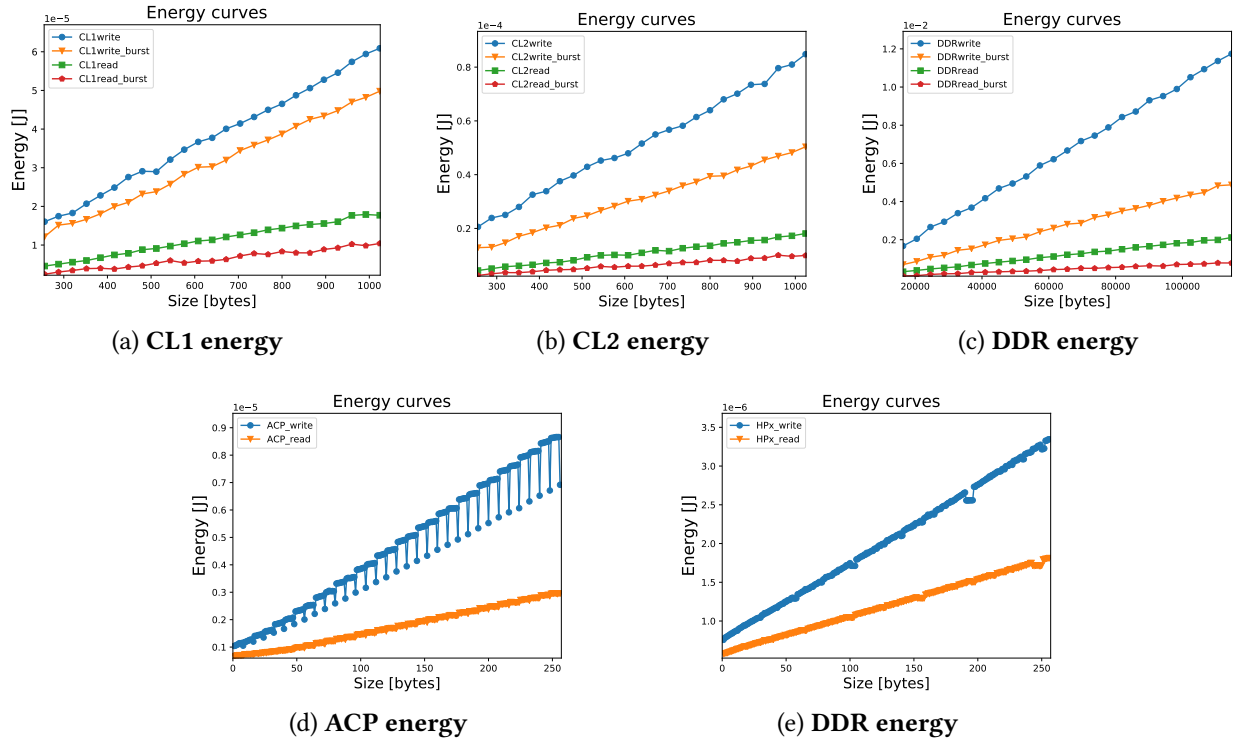 Energy curves
1e−5
CL1write
CL1write_burst
CL1read
CL1read_burst
6
5
4
3
2
1
Energy [J]
300 400 500 600 700 800 900 1000
Size [bytes]
(a) CL1 energy
Energy curves
1e−4
CL2write
CL2write_burst
CL2read
CL2read_burst
0.8
0.6
0.4
0.2
Energy [J]
300 400 500 600 700 800 900 1000
Size [bytes]
(b) CL2 energy
Energy curves
1e−2
DDRwrite
DDRwrite_burst
DDRread
DDRread_burst
1.2
1.0
0.8
0.6
0.4
0.2
Energy [J]
20000 40000 60000 80000 100000
Size [bytes]
(c) DDR energy
Energy curves
1e−5
ACP_write
ACP_read
0.9
0.8
0.7
0.6
0.5
0.4
0.3
0.2
0.1
Energy [J]
0 50 100 150 200 250
Size [bytes]
(d) ACP energy
Energy curves
1e−6
HPx_write
HPx_read
3.5
3.0
2.5
2.0
1.5
1.0
Energy [J]
0 50 100 150 200 250
Size [bytes]
(e) DDR energy